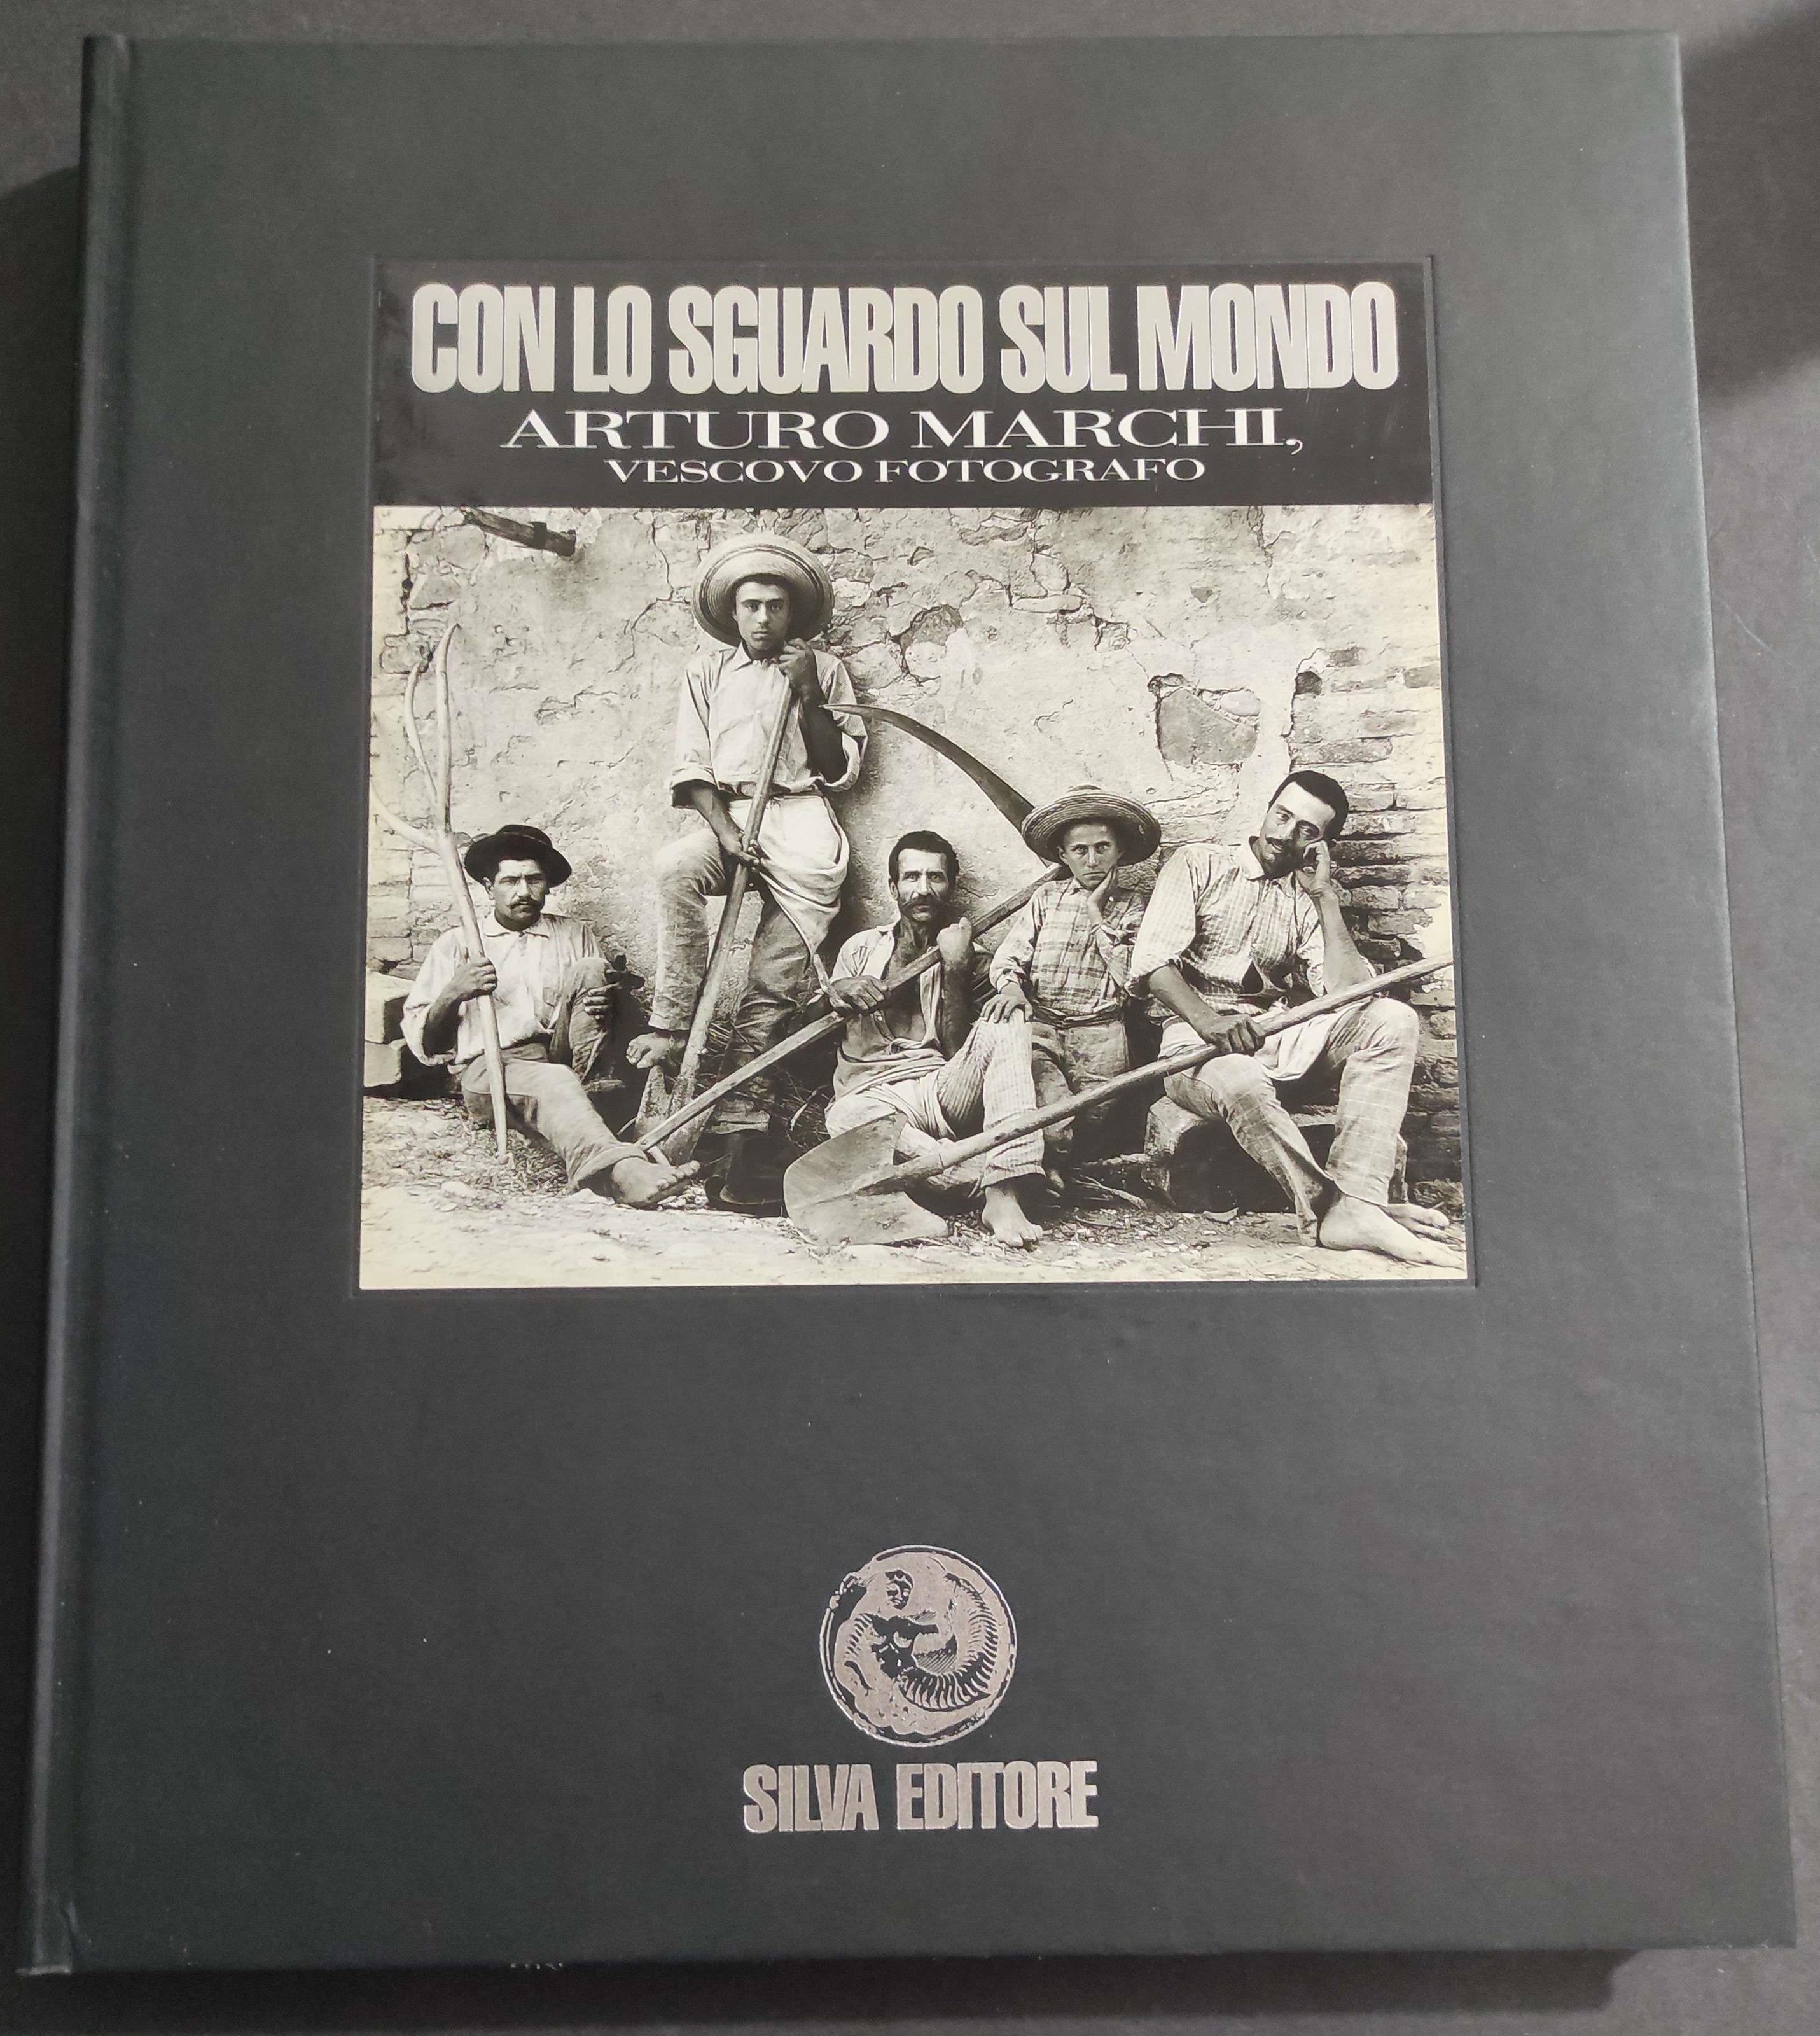 CON LO SGUARDO SUL MONDO
ARTURO MARCHI,
VESCOVO FOTOGRAFO
SILVA EDITORE